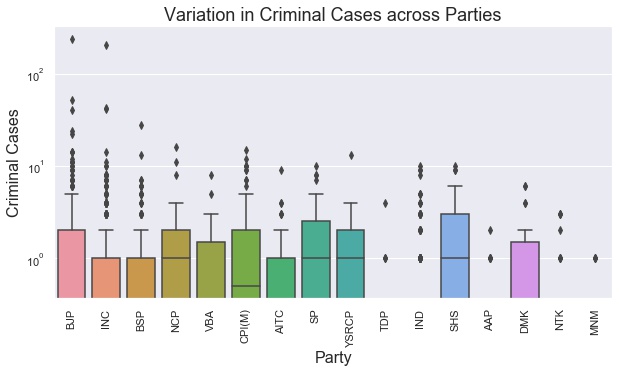 Variation in Criminal Cases across Parties
Criminal Cases
10²
10¹
10⁰
BJP
INC
BSP
NCP
VBA
CPI(M)
AITC
SP
YSRCP
TDP
IND
SHS
AAP
DMK
NTK
MNM
Party